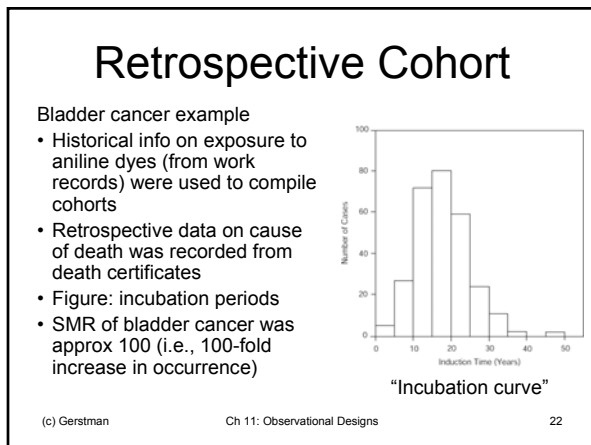 Retrospective Cohort
Bladder cancer example
• Historical info on exposure to
aniline dyes (from work
records) were used to compile
cohorts
• Retrospective data on cause
of death was recorded from
death certificates
• Figure: incubation periods
• SMR of bladder cancer was
approx 100 (i.e., 100-fold
increase in occurrence)
100
80
60
40
20
0
Number of Cases
0 10 20 30 40 50
Induction Time (Years)
“Incubation curve”
(c) Gerstman Ch 11: Observational Designs 22